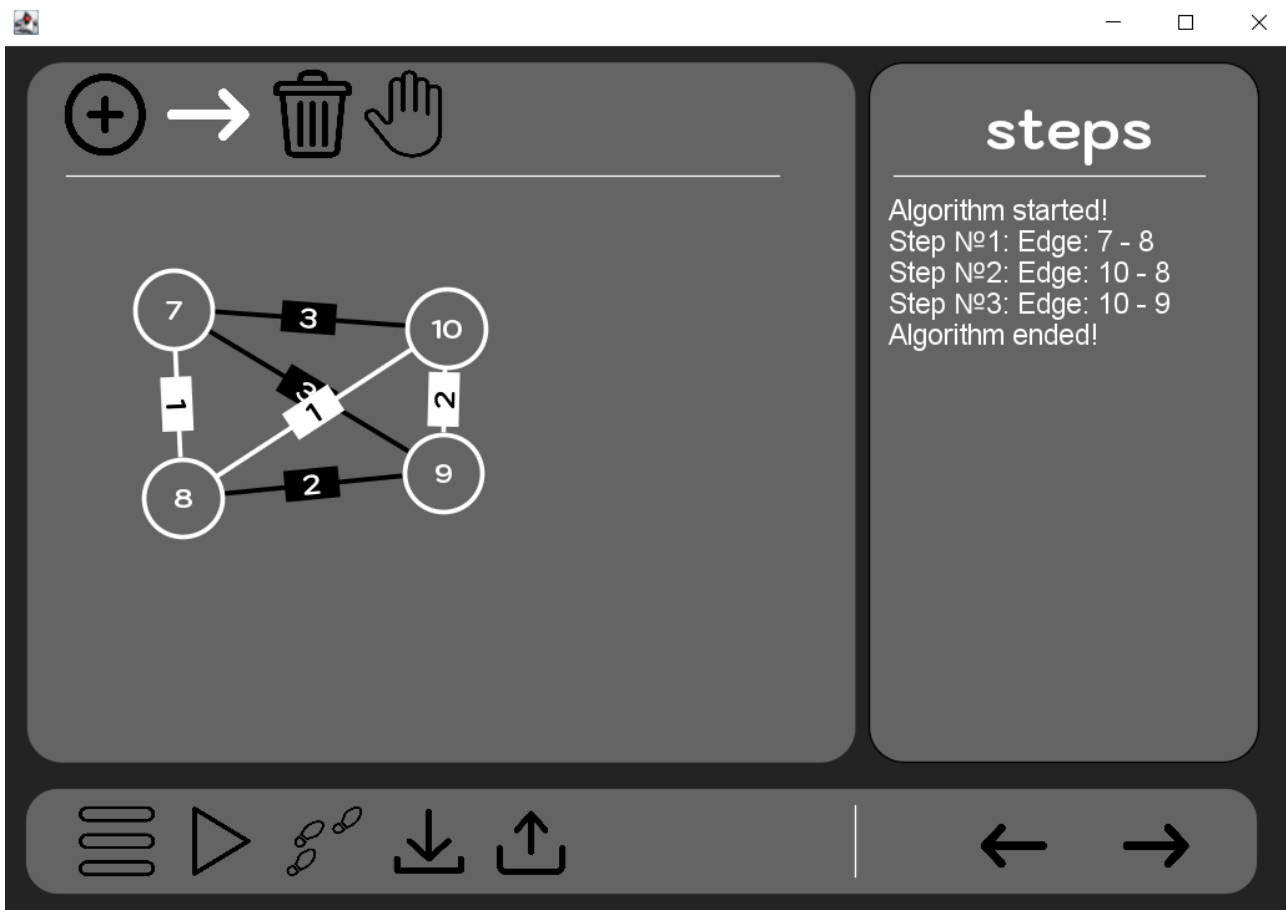 steps
Algorithm started!
Step №1: Edge: 7 - 8
Step №2: Edge: 10 - 8
Step №3: Edge: 10 - 9
Algorithm ended!
7
3
10
3
1
1
2
8
2
9